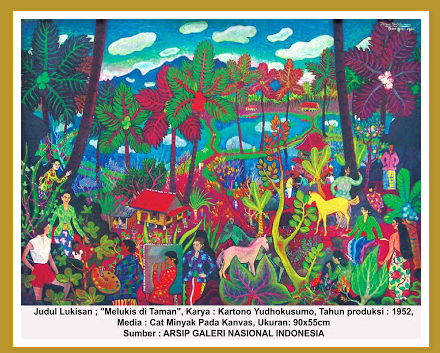 Judul Lukisan ; "Melukis di Taman", Karya : Kartono Yudhokusumo, Tahun produksi : 1952,
Media : Cat Minyak Pada Kanvas, Ukuran: 90x55cm
Sumber : ARSIP GALERI NASIONAL INDONESIA